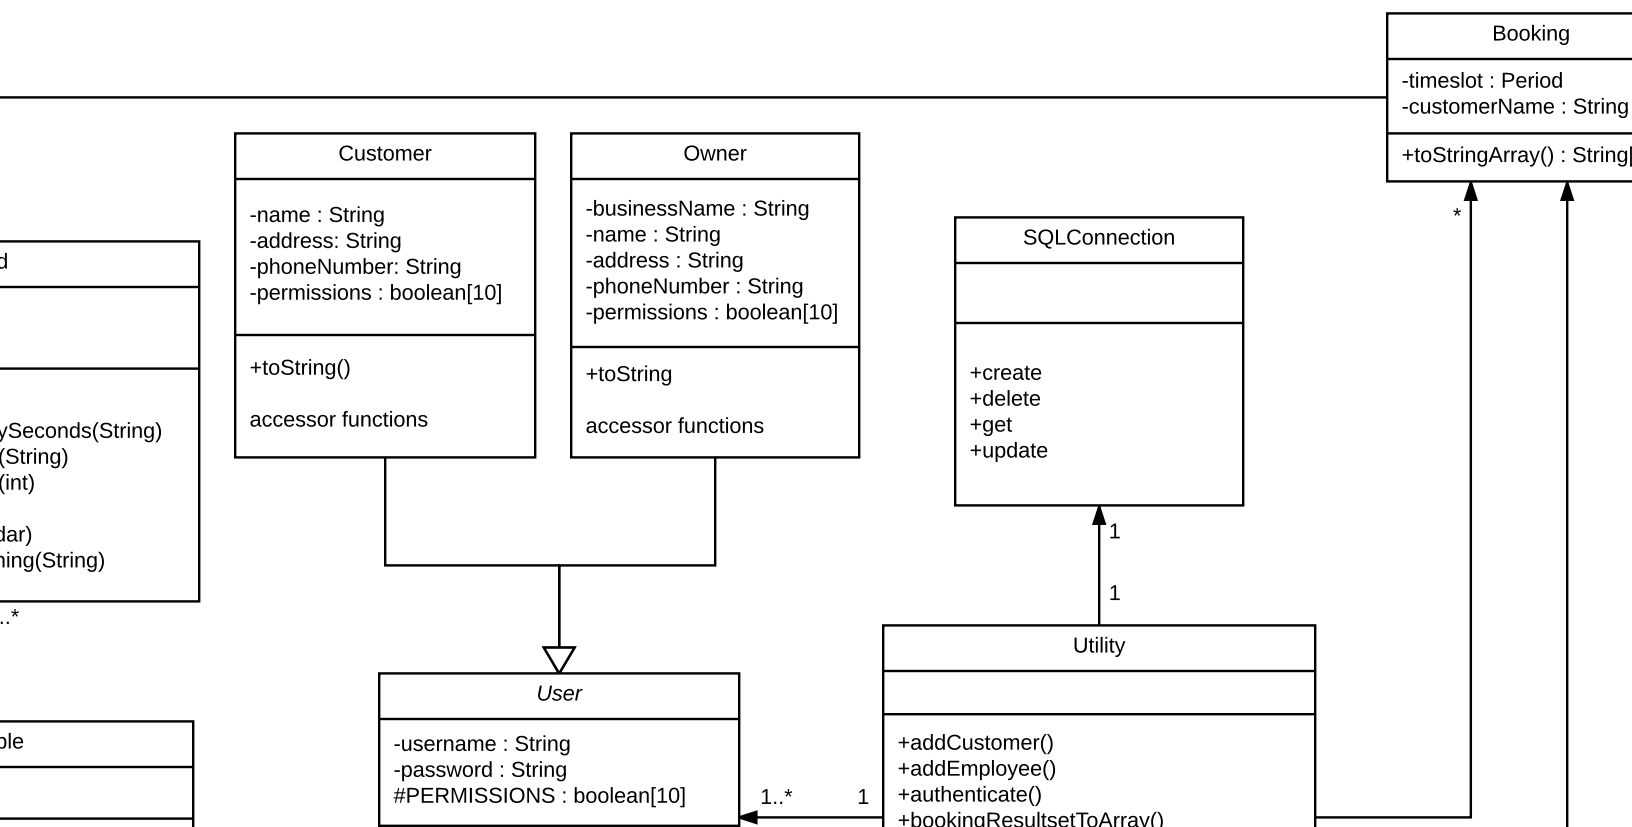 Booking
-timeslot : Period
-customerName : String
+toStringArray() : String[
*
Customer
-name : String
-address: String
-phoneNumber: String
-permissions : boolean[10]
+toString()
accessor functions
Owner
-businessName : String
-name : String
-address : String
-phoneNumber : String
-permissions : boolean[10]
+toString
accessor functions
SQLConnection
+create
+delete
+get
+update
1
1
d
ySeconds(String)
(String)
(int)
dar)
ning(String)
..*
User
-username : String
-password : String
#PERMISSIONS : boolean[10]
1..*
1
Utility
+addCustomer()
+addEmployee()
+authenticate()
+bookingResultsetToArray()
ble